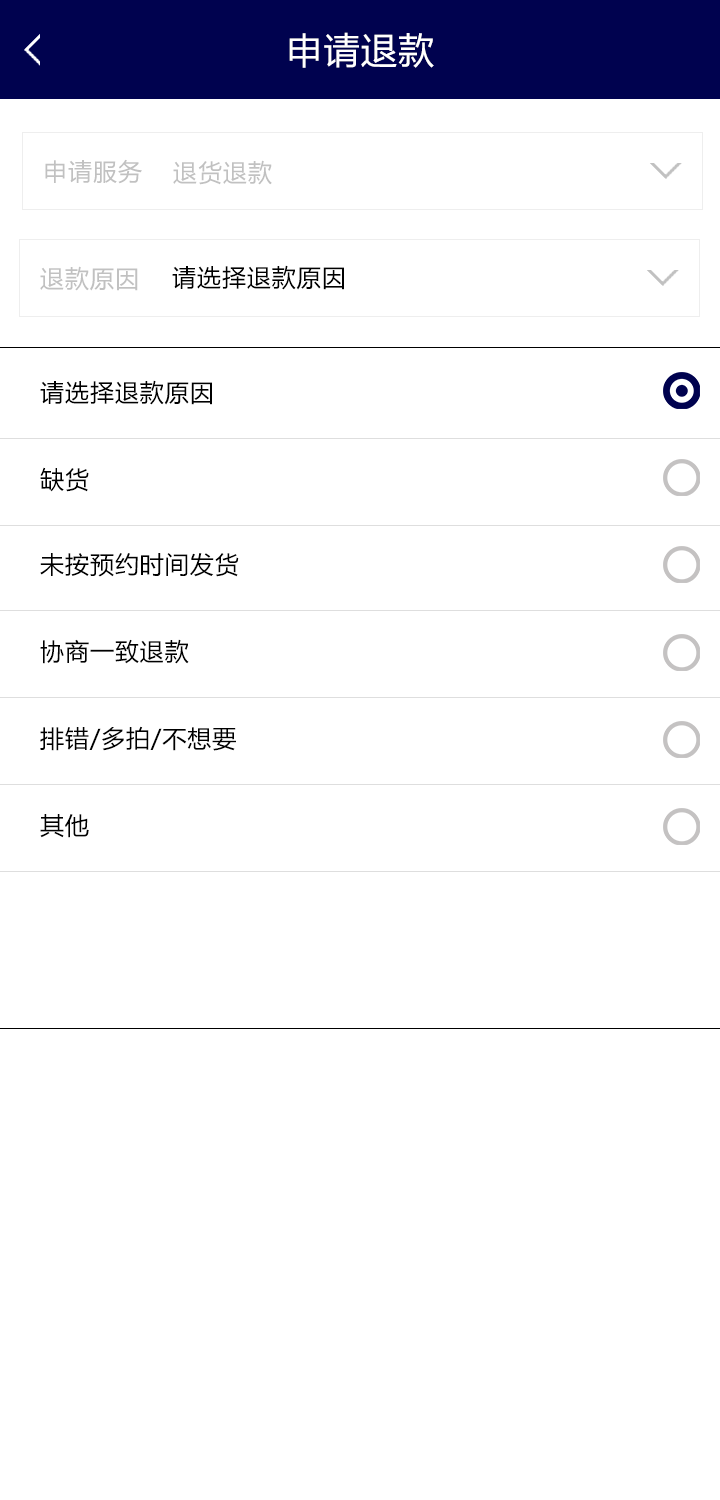 申请退款
申请服务 退货退款
退款原因 请选择退款原因
请选择退款原因
缺货
未按预约时间发货
协商一致退款
排错/多拍/不想要
其他